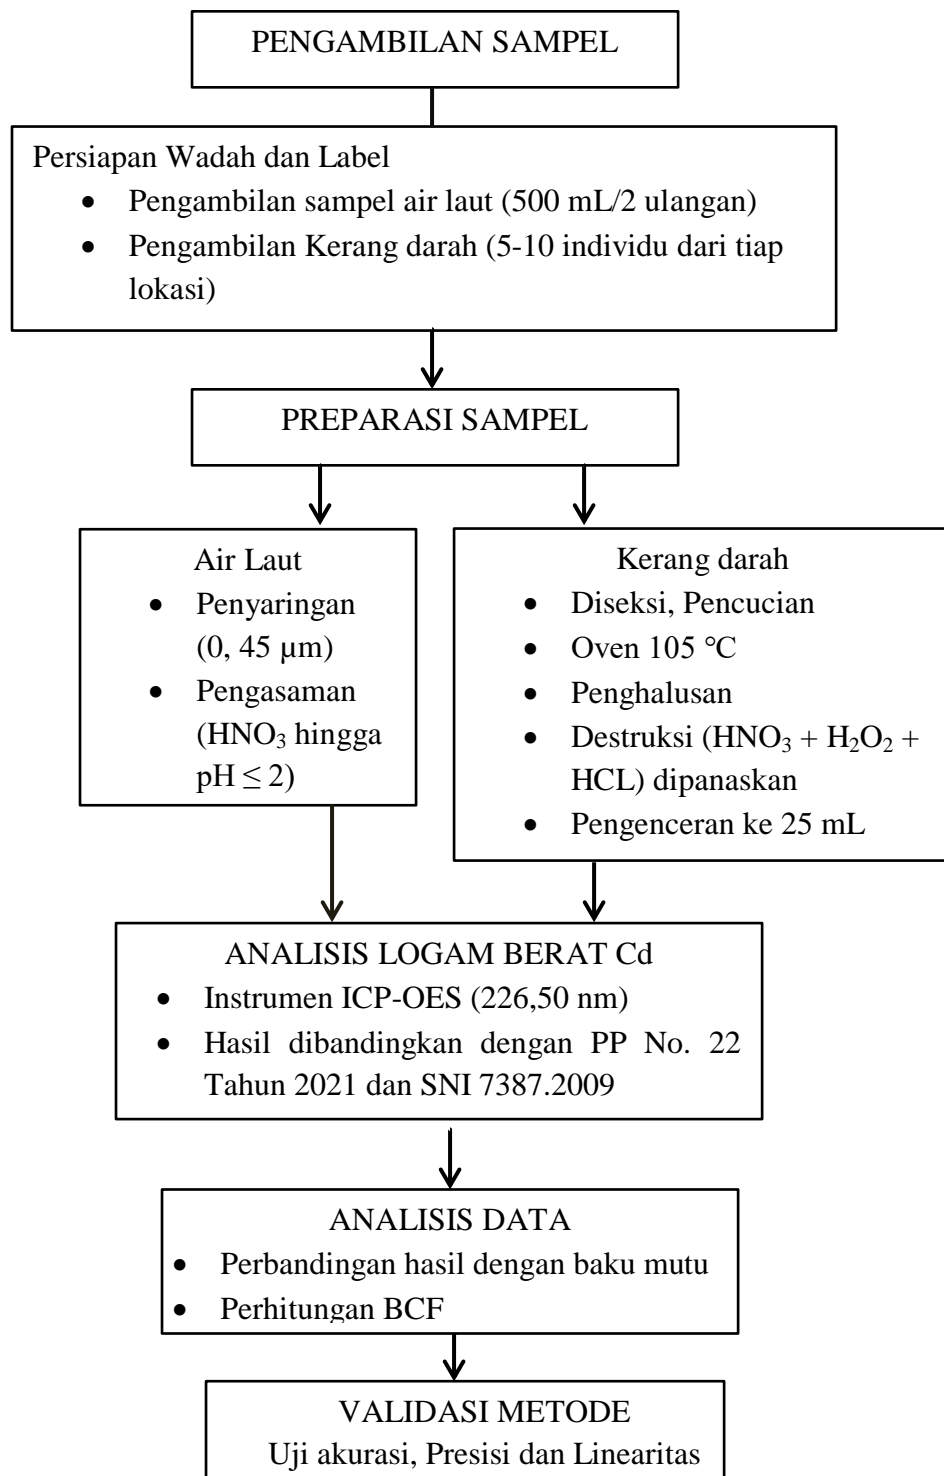 PENGAMBILAN SAMPEL
Persiapan Wadah dan Label
• Pengambilan sampel air laut (500 mL/2 ulangan)
• Pengambilan Kerang darah (5-10 individu dari tiap
lokasi)
PREPARASI SAMPEL
Air Laut
• Penyaringan
(0, 45 µm)
• Pengasaman
(HNO₃ hingga
pH ≤ 2)
Kerang darah
• Diseksi, Pencucian
• Oven 105 °C
• Penghalusan
• Destruksi (HNO₃ + H₂O₂ +
HCL) dipanaskan
• Pengenceran ke 25 mL
ANALISIS LOGAM BERAT Cd
• Instrumen ICP-OES (226,50 nm)
• Hasil dibandingkan dengan PP No. 22
Tahun 2021 dan SNI 7387.2009
ANALISIS DATA
• Perbandingan hasil dengan baku mutu
• Perhitungan BCF
VALIDASI METODE
Uji akurasi, Presisi dan Linearitas